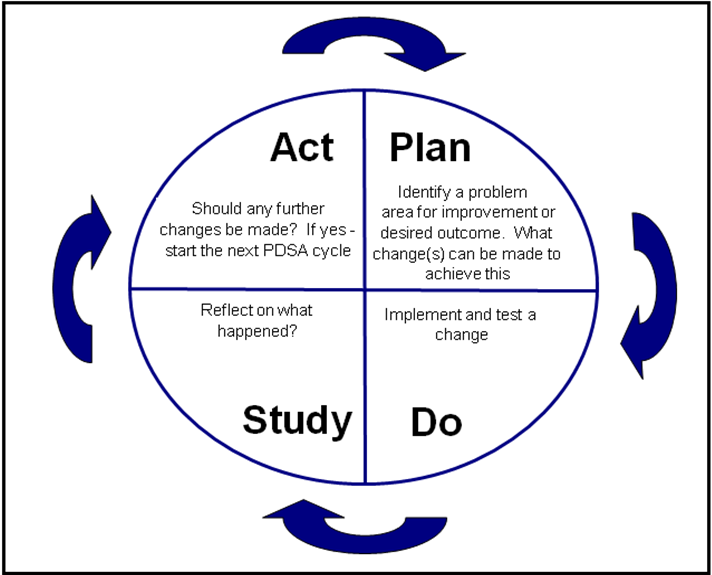 Act
Should any further
changes be made?  If yes -
start the next PDSA cycle
Plan
Identify a problem
area for improvement or
desired outcome.  What
change(s) can be made to
achieve this
Reflect on what
happened?
Study
Implement and test a
change
Do